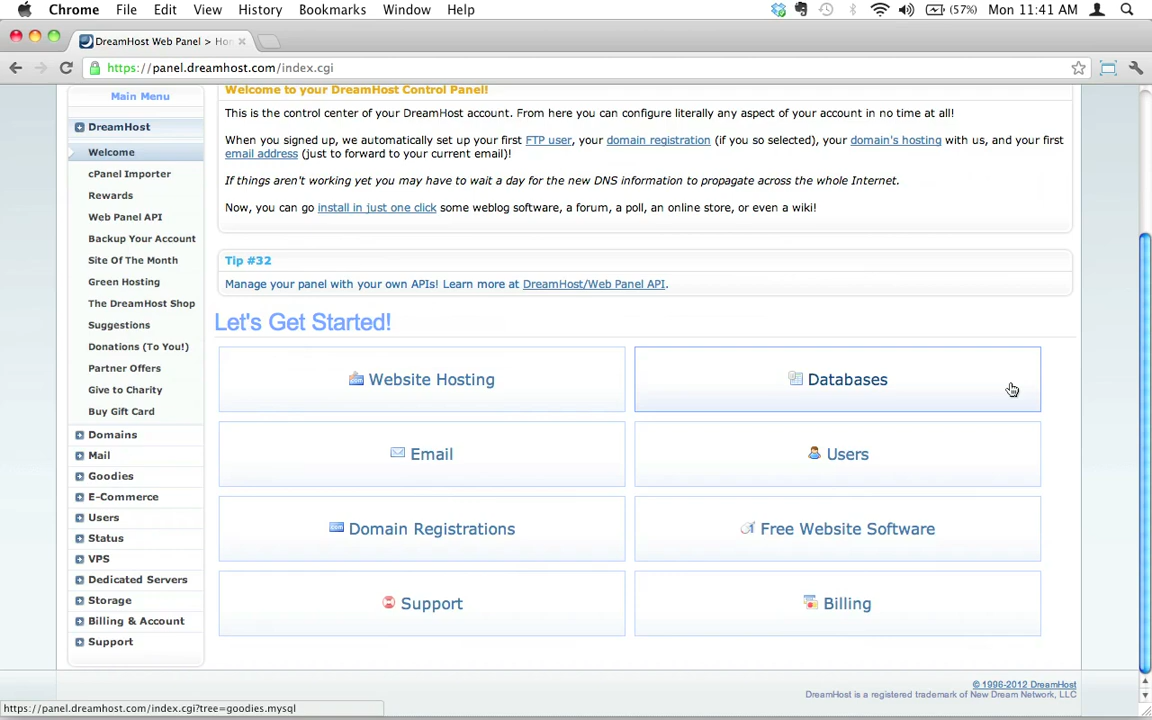 Chrome File Edit View History Bookmarks Window Help (57%) Mon 11:41 AM
DreamHost Web Panel > Hon
https://panel.dreamhost.com/index.cgi
Main Menu
DreamHost
Welcome
cPanel Importer
Rewards
Web Panel API
Backup Your Account
Site Of The Month
Green Hosting
The DreamHost Shop
Suggestions
Donations (To You!)
Partner Offers
Give to Charity
Buy Gift Card
Domains
Mail
Goodies
E-Commerce
Users
Status
VPS
Dedicated Servers
Storage
Billing & Account
Support
Welcome to your DreamHost Control Panel!
This is the control center of your DreamHost account. From here you can configure literally any aspect of your account in no time at all!
When you signed up, we automatically set up your first FTP user, your domain registration (if you so selected), your domain's hosting with us, and your first
email address (just to forward to your current email)!
If things aren't working yet you may have to wait a day for the new DNS information to propagate across the whole Internet.
Now, you can go install in just one click some weblog software, a forum, a poll, an online store, or even a wiki!
Tip #32
Manage your panel with your own APIs! Learn more at DreamHost/Web Panel API.
Let's Get Started!
Website Hosting
Databases
Email
Users
Domain Registrations
Free Website Software
Support
Billing
© 1996-2012 DreamHost
DreamHost is a registered trademark of New Dream Network, LLC
https://panel.dreamhost.com/index.cgi?tree=goodies.mysql